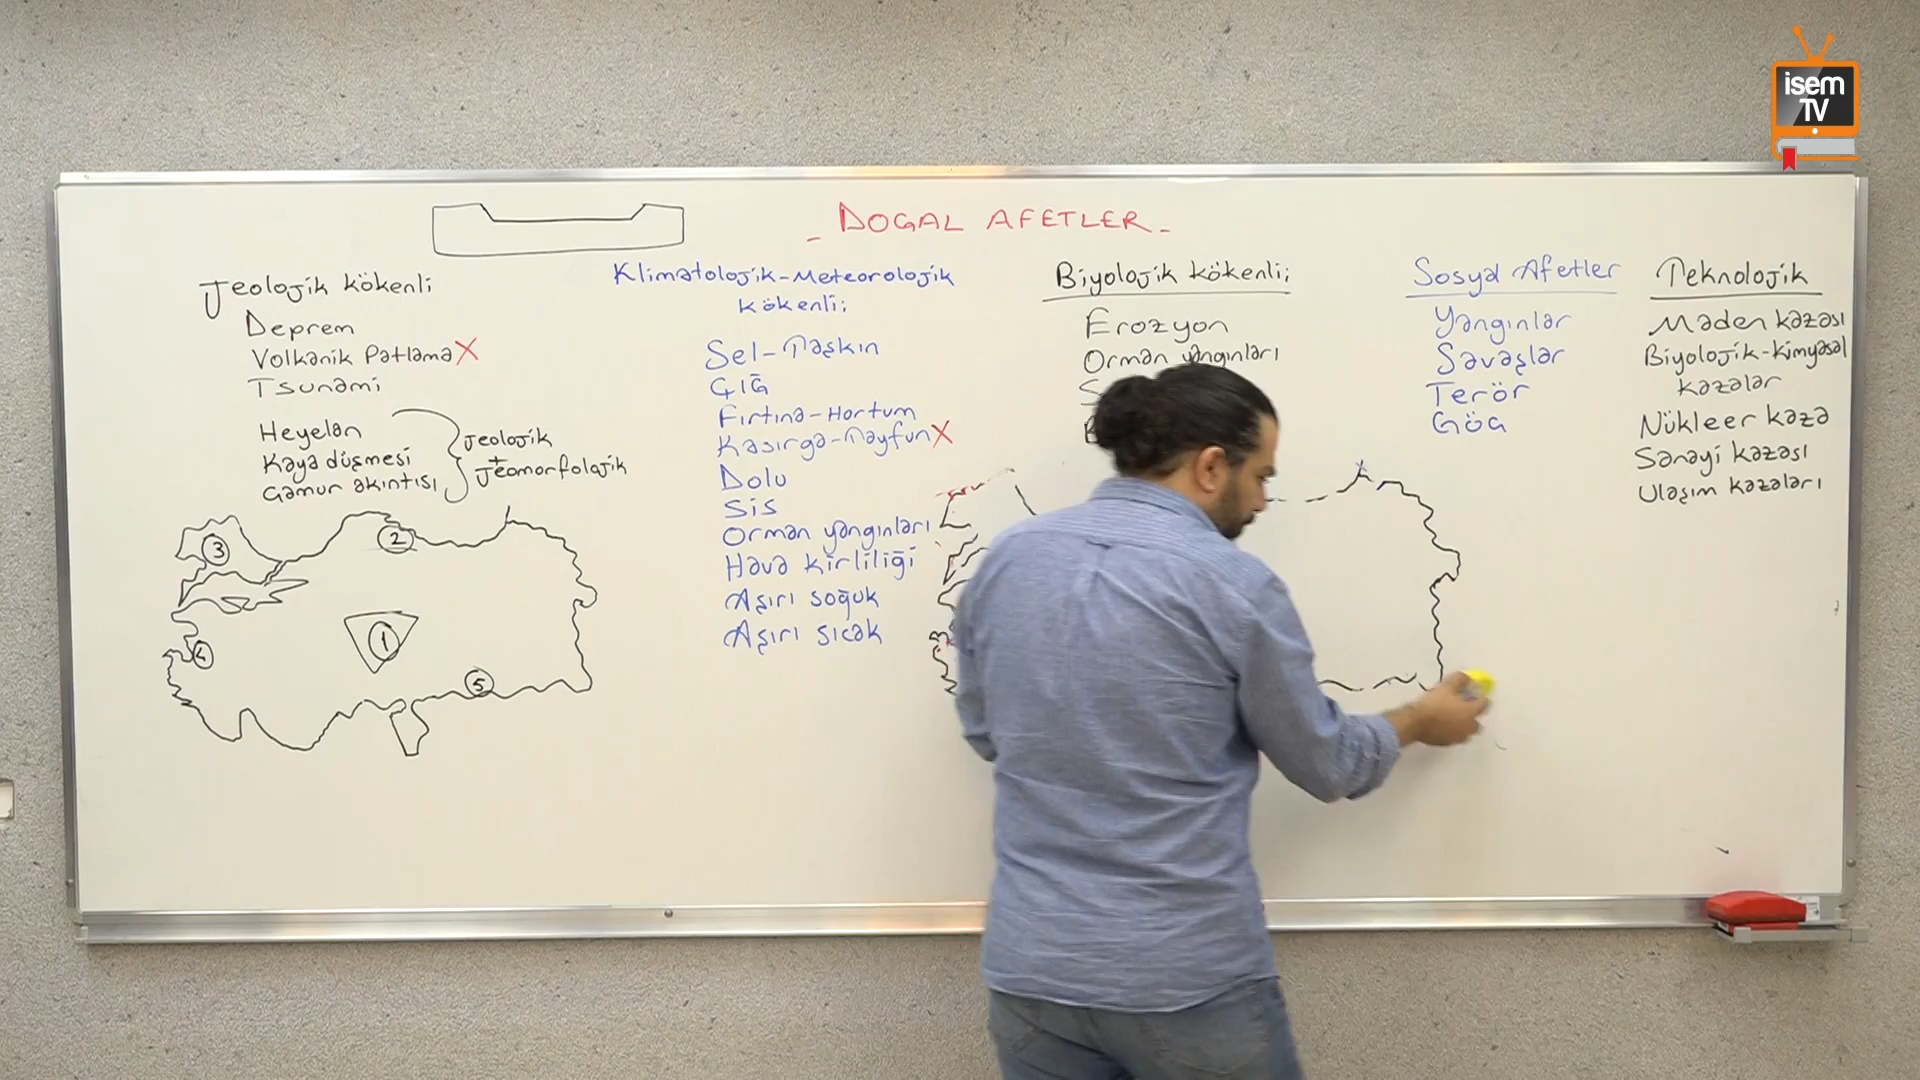 isem
TV
- DOĞAL AFETLER -
Jeolojik kökenli
Deprem
Volkanik Patlama X
Tsunami
Heyelan
Kaya düşmesi
Çamur akıntısı
Jeolojik
+
Jeomorfolojik
3
2
1
4
5
Klimatolojik-Meteorolojik
kökenli;
Sel-Taşkın
ÇIĞ
Fırtına-Hortum
Kasırga-Tayfun X
Dolu
Sis
Orman yangınları
Hava kirliliği
Aşırı soğuk
Aşırı sıcak
Biyolojik kökenli;
Erozyon
Orman yangınları
Sosyal Afetler
Yangınlar
Savaşlar
Terör
Göç
Teknolojik
Maden kazası
Biyolojik-kimyasal
kazalar
Nükleer kaza
Sanayi kazası
Ulaşım kazaları